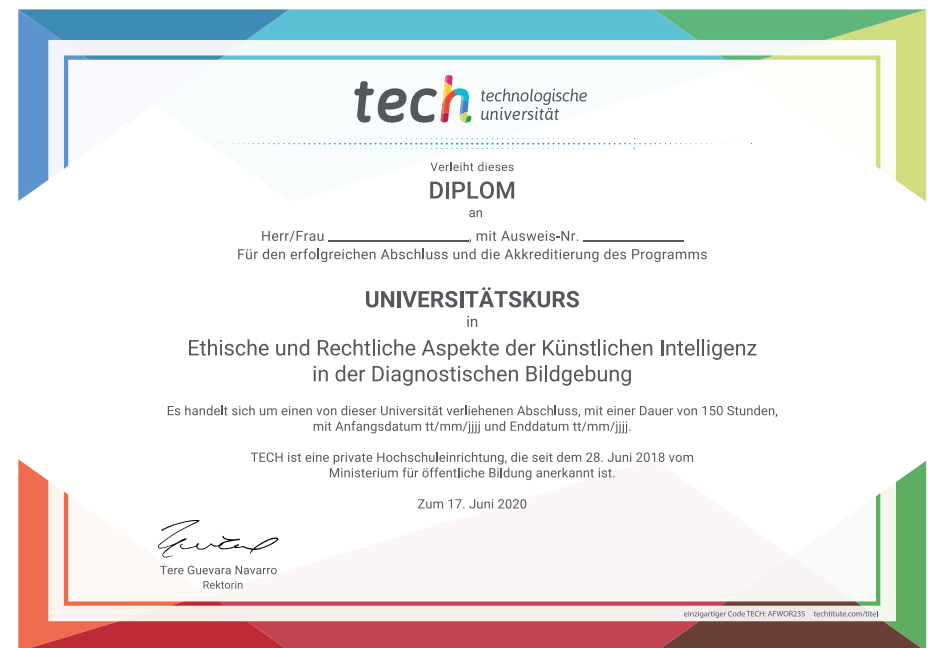 tech technologische
universität
Verleiht dieses
DIPLOM
an
Herr/Frau ____________________, mit Ausweis-Nr. ______________
Für den erfolgreichen Abschluss und die Akkreditierung des Programms
UNIVERSITÄTSKURS
in
Ethische und Rechtliche Aspekte der Künstlichen Intelligenz
in der Diagnostischen Bildgebung
Es handelt sich um einen von dieser Universität verliehenen Abschluss, mit einer Dauer von 150 Stunden,
mit Anfangsdatum tt/mm/jjjj und Enddatum tt/mm/jjjj.
TECH ist eine private Hochschuleinrichtung, die seit dem 28. Juni 2018 vom
Ministerium für öffentliche Bildung anerkannt ist.
Zum 17. Juni 2020
Tere Guevara Navarro
Rektorin
einzigartiger Code TECH: AFWOR23S techtitute.com/titel